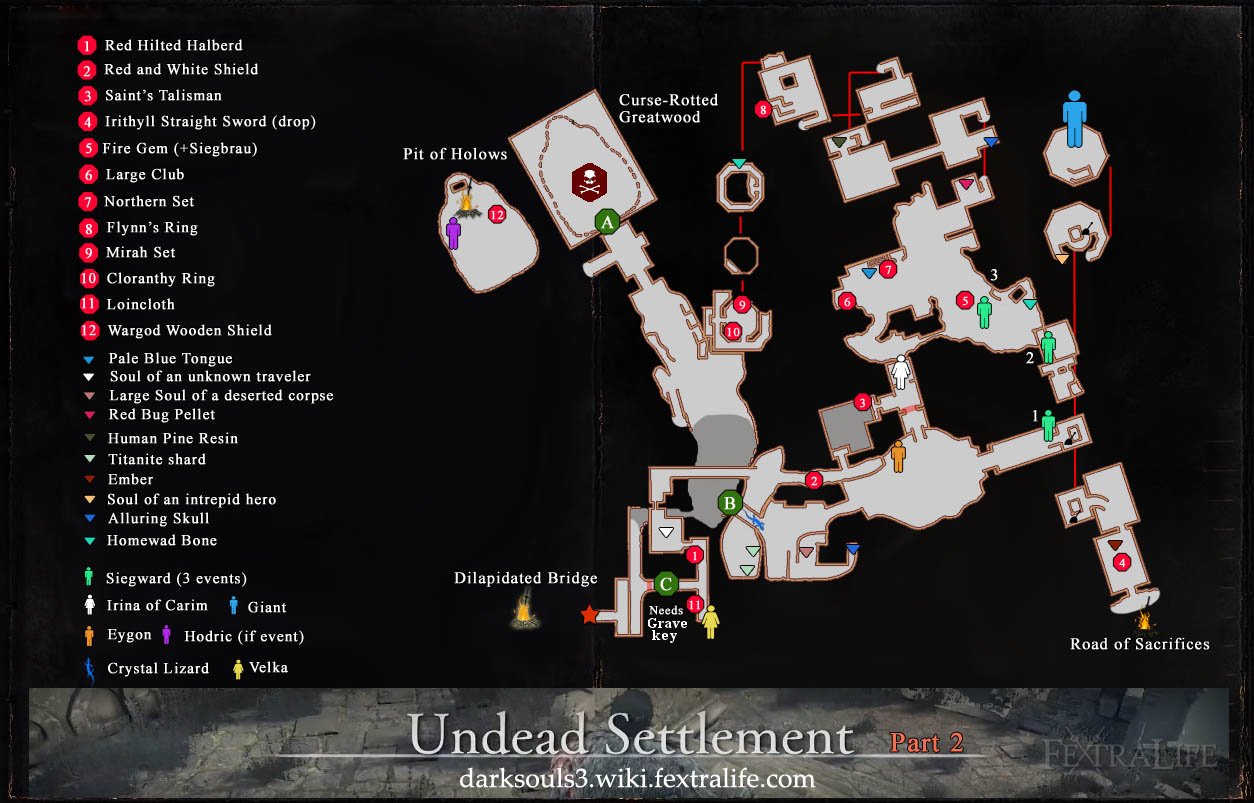 1 Red Hilted Halberd
2 Red and White Shield
3 Saint's Talisman
4 Irithyll Straight Sword (drop)
5 Fire Gem (+Siegbrau)
6 Large Club
7 Northern Set
8 Flynn's Ring
9 Mirah Set
10 Cloranthy Ring
11 Loincloth
12 Wargod Wooden Shield
Pale Blue Tongue
Soul of an unknown traveler
Large Soul of a deserted corpse
Red Bug Pellet
Human Pine Resin
Titanite shard
Ember
Soul of an intrepid hero
Alluring Skull
Homewad Bone
Siegward (3 events)
Irina of Carim
Giant
Eygon
Hodric (if event)
Crystal Lizard
Velka
Curse-Rotted
Greatwood
Pit of Holows
12
A
8
9
10
7
6
5
3
2
1
3
2
B
1
C
11
4
Needs
Grave
key
Dilapidated Bridge
Road of Sacrifices
Undead Settlement Part 2
darksouls3.wiki.fextralife.com
FEXTRALIFE